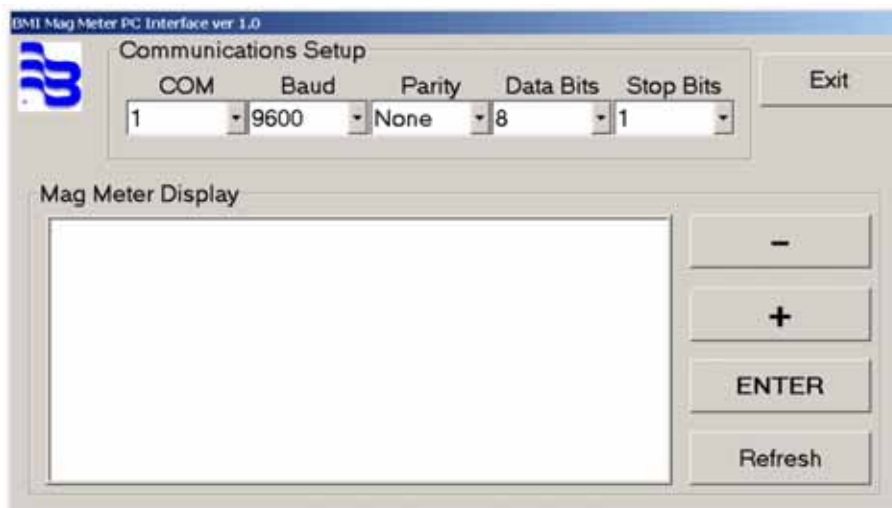 BMI Mag Meter PC Interface ver 1.0
Communications Setup
COM Baud Parity Data Bits Stop Bits
1 9600 None 8 1
Exit
Mag Meter Display
-
+
ENTER
Refresh